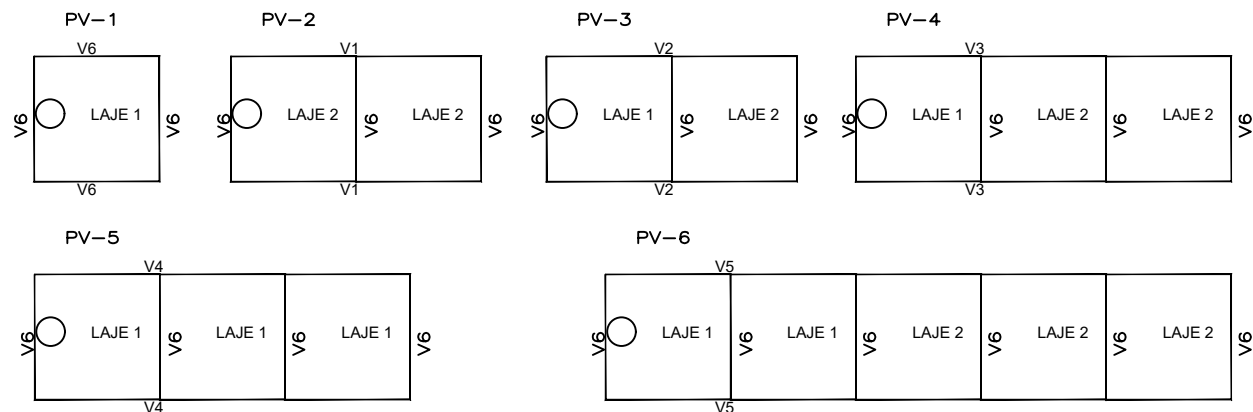 PV-1 PV-2 PV-3 PV-4
V6 V1 V2 V3
V6 LAJE 1 V6 V6 LAJE 2 V6 LAJE 2 V6 V6 LAJE 1 V6 LAJE 2 V6 V6 LAJE 1 V6 LAJE 2 V6 LAJE 2 V6
V6 V1 V2 V3
PV-5 PV-6
V4 V5
V6 LAJE 1 V6 LAJE 1 V6 LAJE 1 V6 V6 LAJE 1 V6 LAJE 1 LAJE 2 V6 LAJE 2 V6 LAJE 2 V6
V4 V5